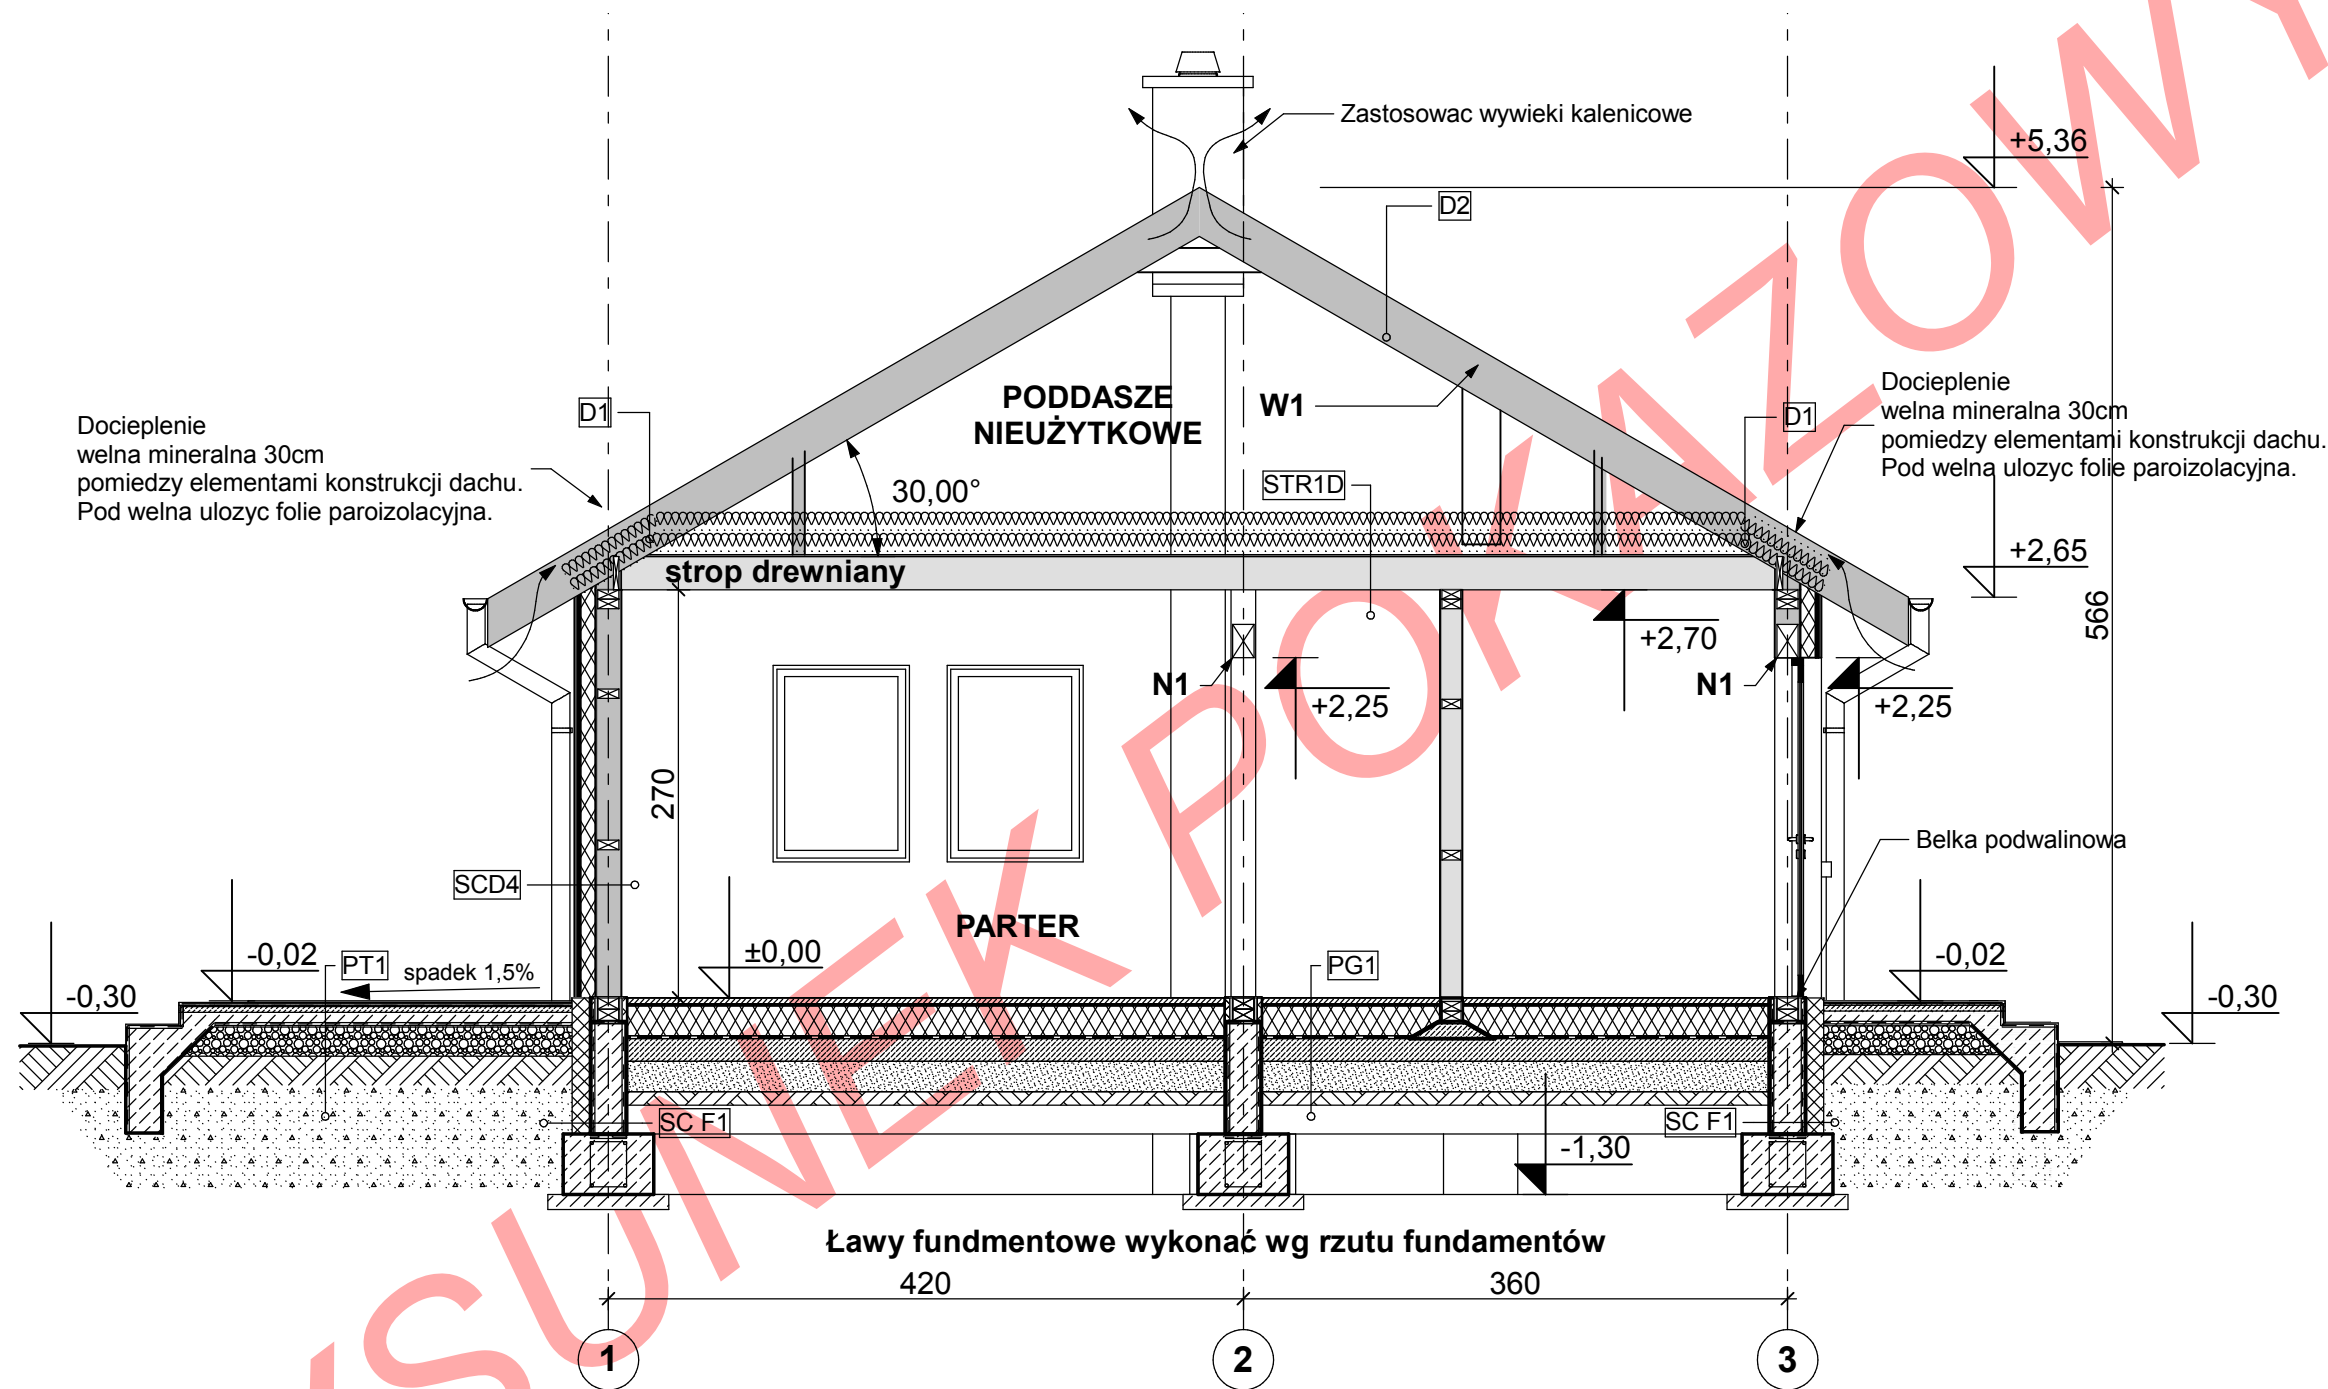 Zastosowac wywieki kalenicowe
+5,36
D2
Docieplenie
welna mineralna 30cm
pomiedzy elementami konstrukcji dachu.
Pod welna ulozyc folie paroizolacyjna.
D1
PODDASZE
NIEUŻYTKOWE
W1
D1
Docieplenie
welna mineralna 30cm
pomiedzy elementami konstrukcji dachu.
Pod welna ulozyc folie paroizolacyjna.
30,00°
STR1D
strop drewniany
+2,65
566
+2,70
N1
+2,25
N1
+2,25
270
Belka podwalinowa
SCD4
PARTER
-0,30
-0,02
PT1
spadek 1,5%
±0,00
PG1
-0,02
-0,30
SC F1
SC F1
-1,30
Ławy fundmentowe wykonać wg rzutu fundamentów
420
360
1
2
3
YSUNEK POKAZOWY